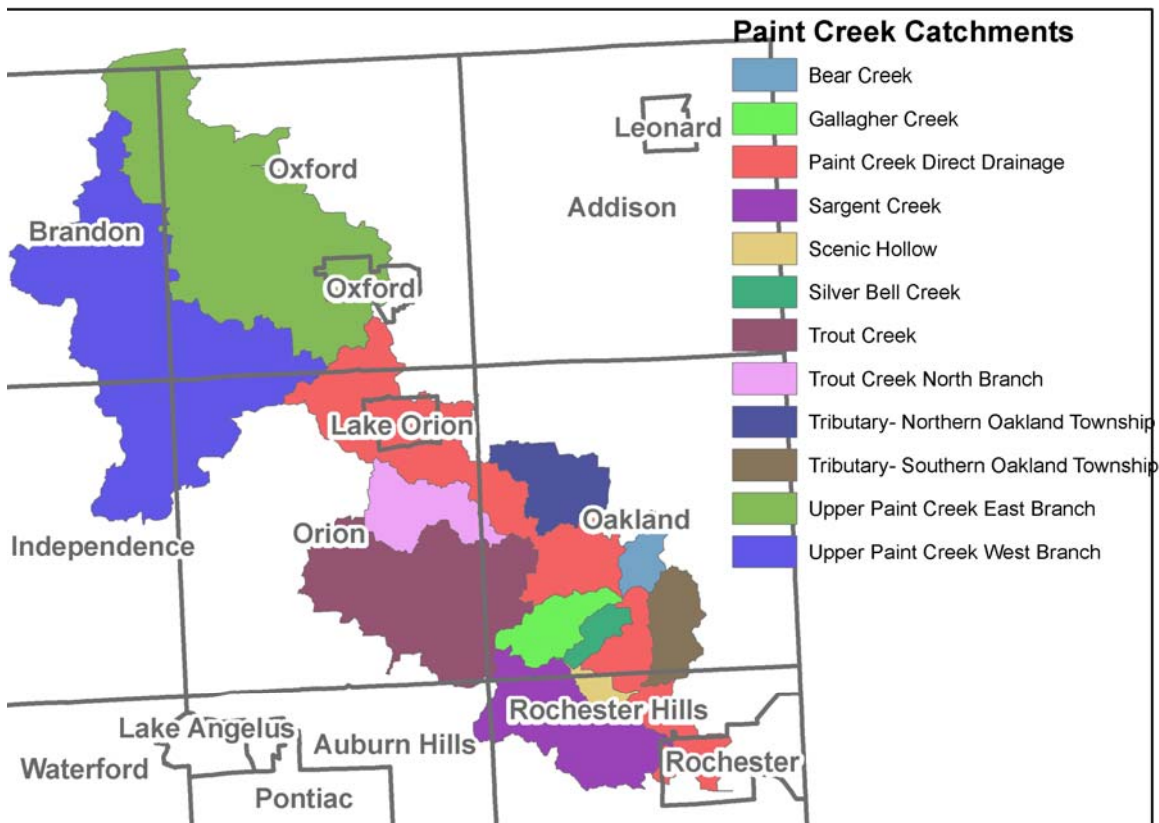 Paint Creek Catchments
Bear Creek
Gallagher Creek
Paint Creek Direct Drainage
Sargent Creek
Scenic Hollow
Silver Bell Creek
Trout Creek
Trout Creek North Branch
Tributary- Northern Oakland Township
Tributary- Southern Oakland Township
Upper Paint Creek East Branch
Upper Paint Creek West Branch
Leonard
Oxford
Addison
Brandon
Oxford
Lake Orion
Oakland
Orion
Independence
Rochester Hills
Lake Angelus
Auburn Hills
Waterford
Rochester
Pontiac